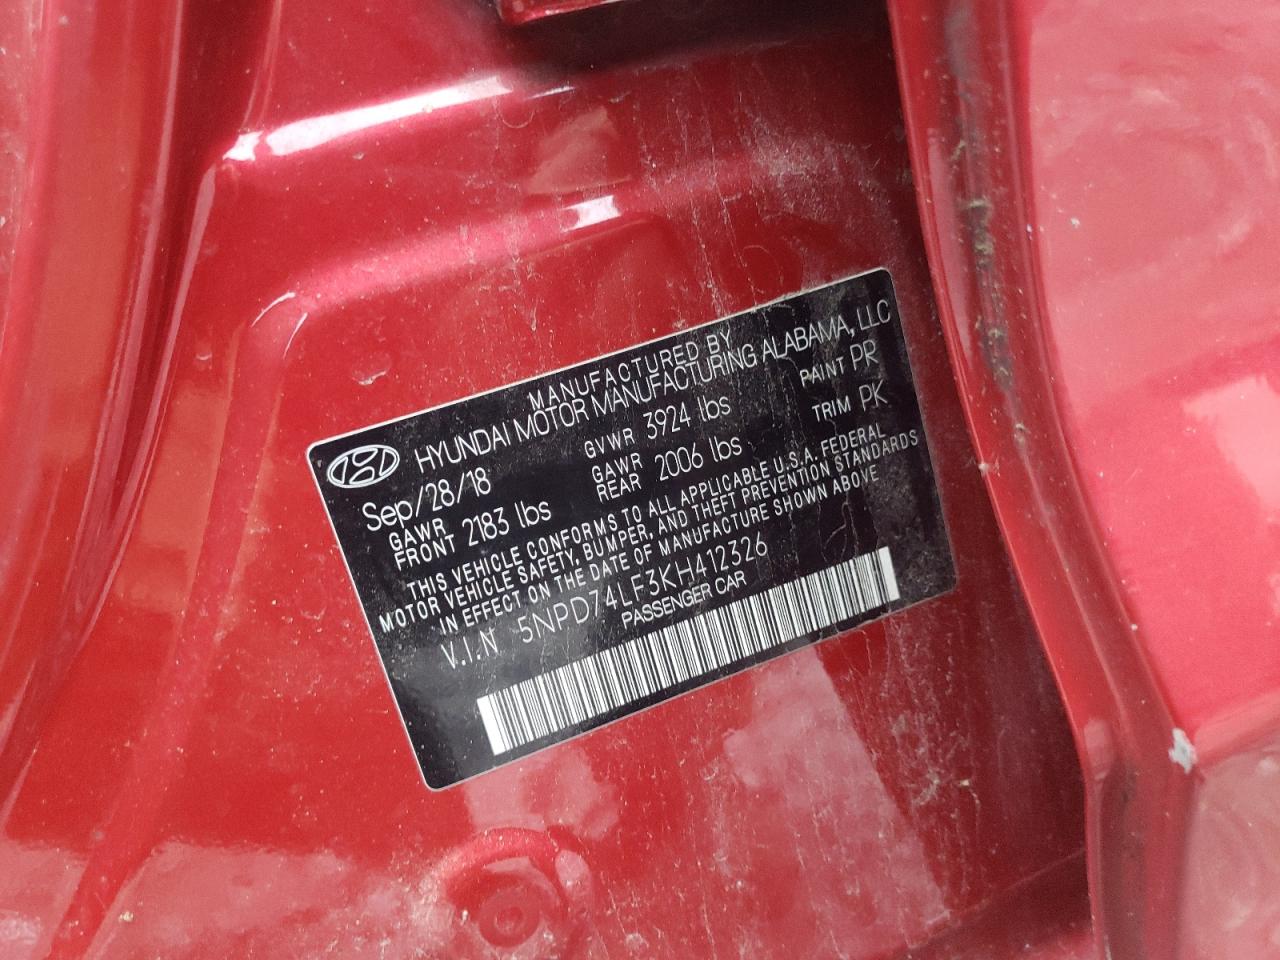 MANUFACTURED BY
HYUNDAI MOTOR MANUFACTURING ALABAMA, LLC
Sep/28/18 GVWR 3924 lbs PAINT PR
GAWR FRONT 2183 lbs GAWR REAR 2006 lbs TRIM PK
THIS VEHICLE CONFORMS TO ALL APPLICABLE U.S.A. FEDERAL
MOTOR VEHICLE SAFETY, BUMPER, AND THEFT PREVENTION STANDARDS
IN EFFECT ON THE DATE OF MANUFACTURE SHOWN ABOVE
V.I.N 5NPD74LF3KH412326
PASSENGER CAR